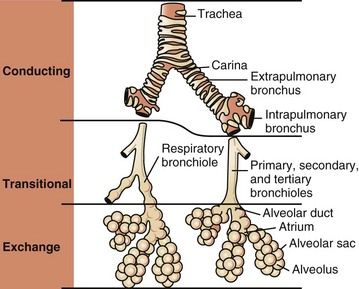 Trachea
Carina
Conducting
Extrapulmonary
bronchus
Intrapulmonary
bronchus
Respiratory
bronchiole
Primary, secondary,
and tertiary
bronchioles
Transitional
Alveolar duct
Atrium
Alveolar sac
Exchange
Alveolus